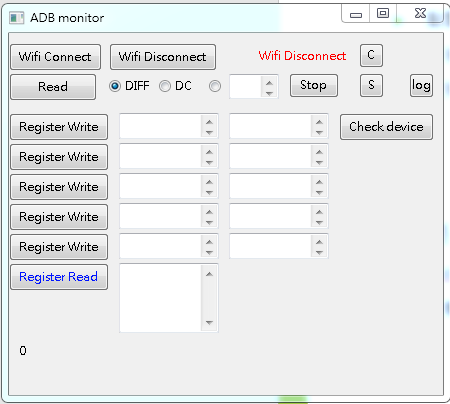 ADB monitor
Wifi Connect Wifi Disconnect Wifi Disconnect C
Read DIFF DC Stop S log
Register Write Check device
Register Write
Register Write
Register Write
Register Write
Register Read
0